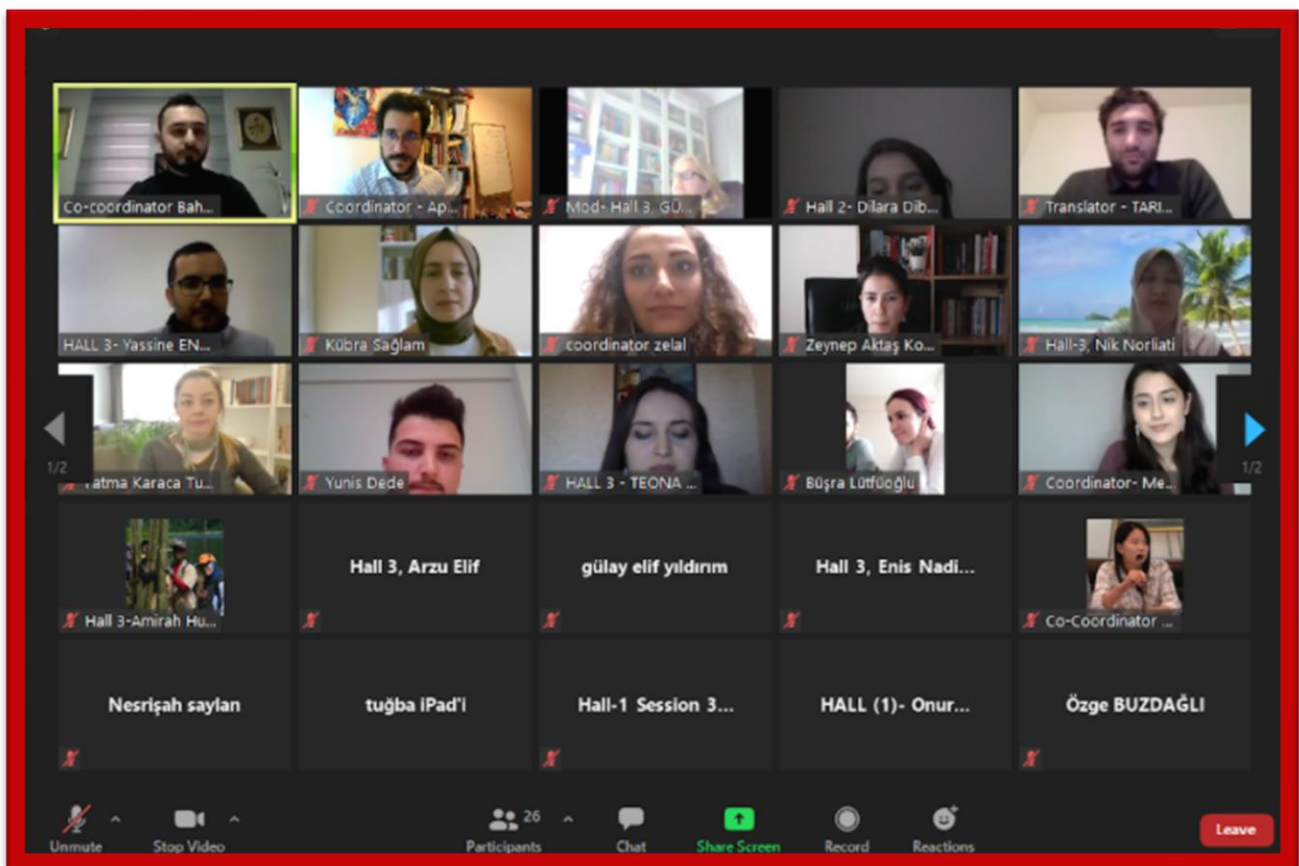 Co-coordinator Bah...
Coordinator - Ap...
Mod- Hall 3, GÜ...
Hall 2- Dilara Dib...
Translator - TARI...
HALL 3- Yassine EN...
Kübra Sağlam
coordinator zelal
Zeynep Aktaş Ko...
Hall-3, Nik Norliati
1/2
Fatma Karaca Tu...
Yunis Dede
HALL 3 - TEONA ...
Büşra Lütfüoğlu
Coordinator- Me...
1/2
Hall 3-Amirah Hu...
Hall 3, Arzu Elif
gülay elif yıldırım
Hall 3, Enis Nadi...
Co-Coordinator ...
Nesrişah saylan
tuğba iPad'i
Hall-1 Session 3...
HALL (1)- Onur...
Özge BUZDAĞLI
Unmute
Stop Video
Participants
26
Chat
Share Screen
Record
Reactions
Leave